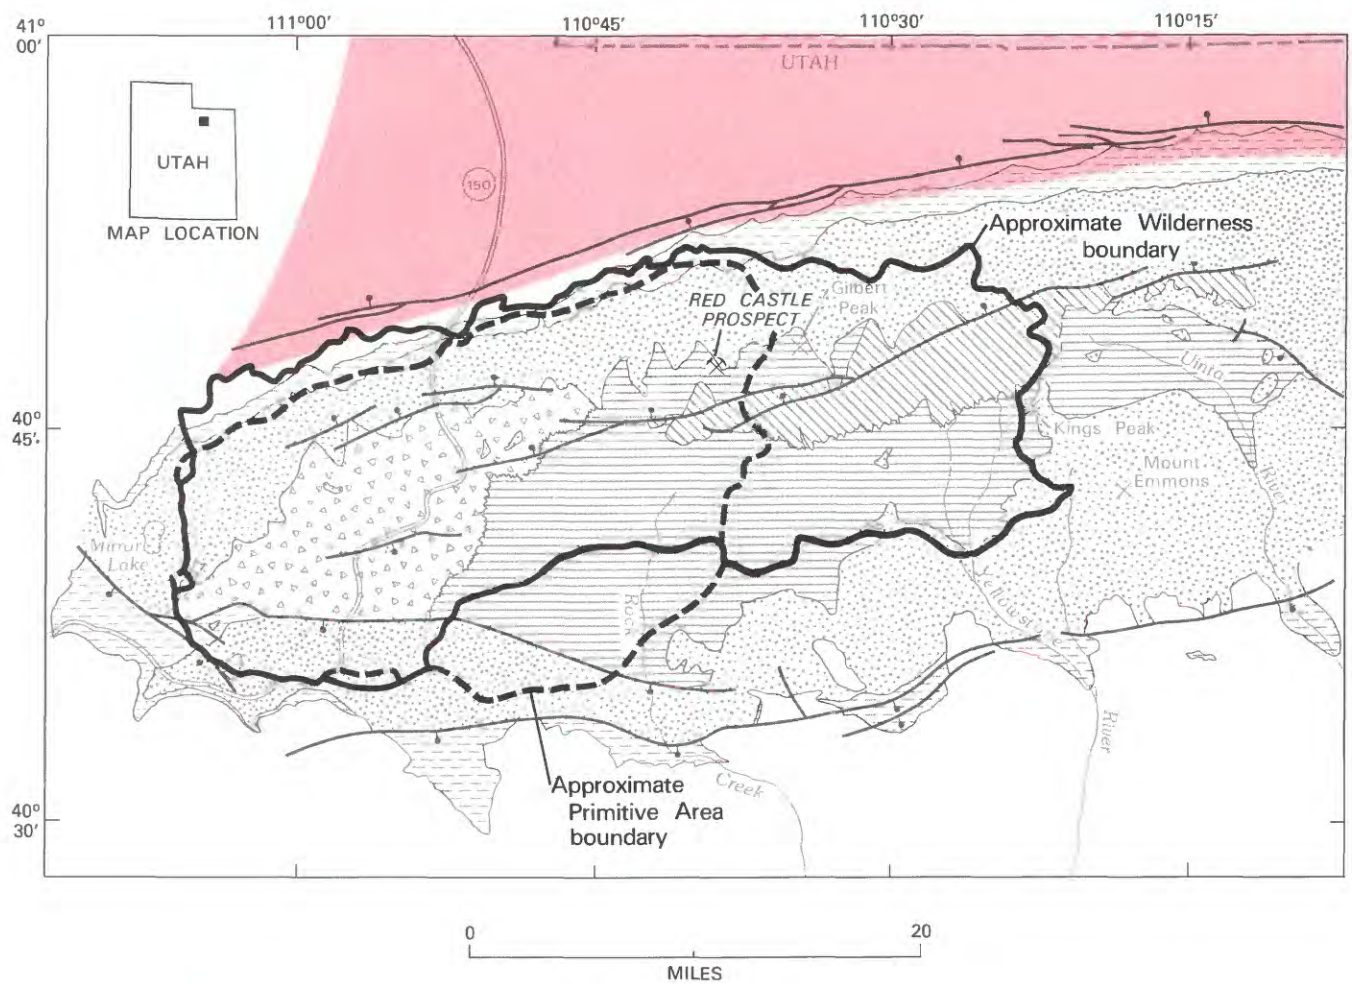 111°00'
110°45'
110°30'
110°15'
41°
00'
UTAH
UTAH
MAP LOCATION
150
Approximate Wilderness
boundary
Gilbert
Peak
RED CASTLE
PROSPECT
Uinta
River
40°
45'
Kings Peak
Mount
Emmons
Mirror
Lake
Rock
Creek
Yellowstone
River
Approximate
Primitive Area
boundary
40°
30'
0
20
MILES